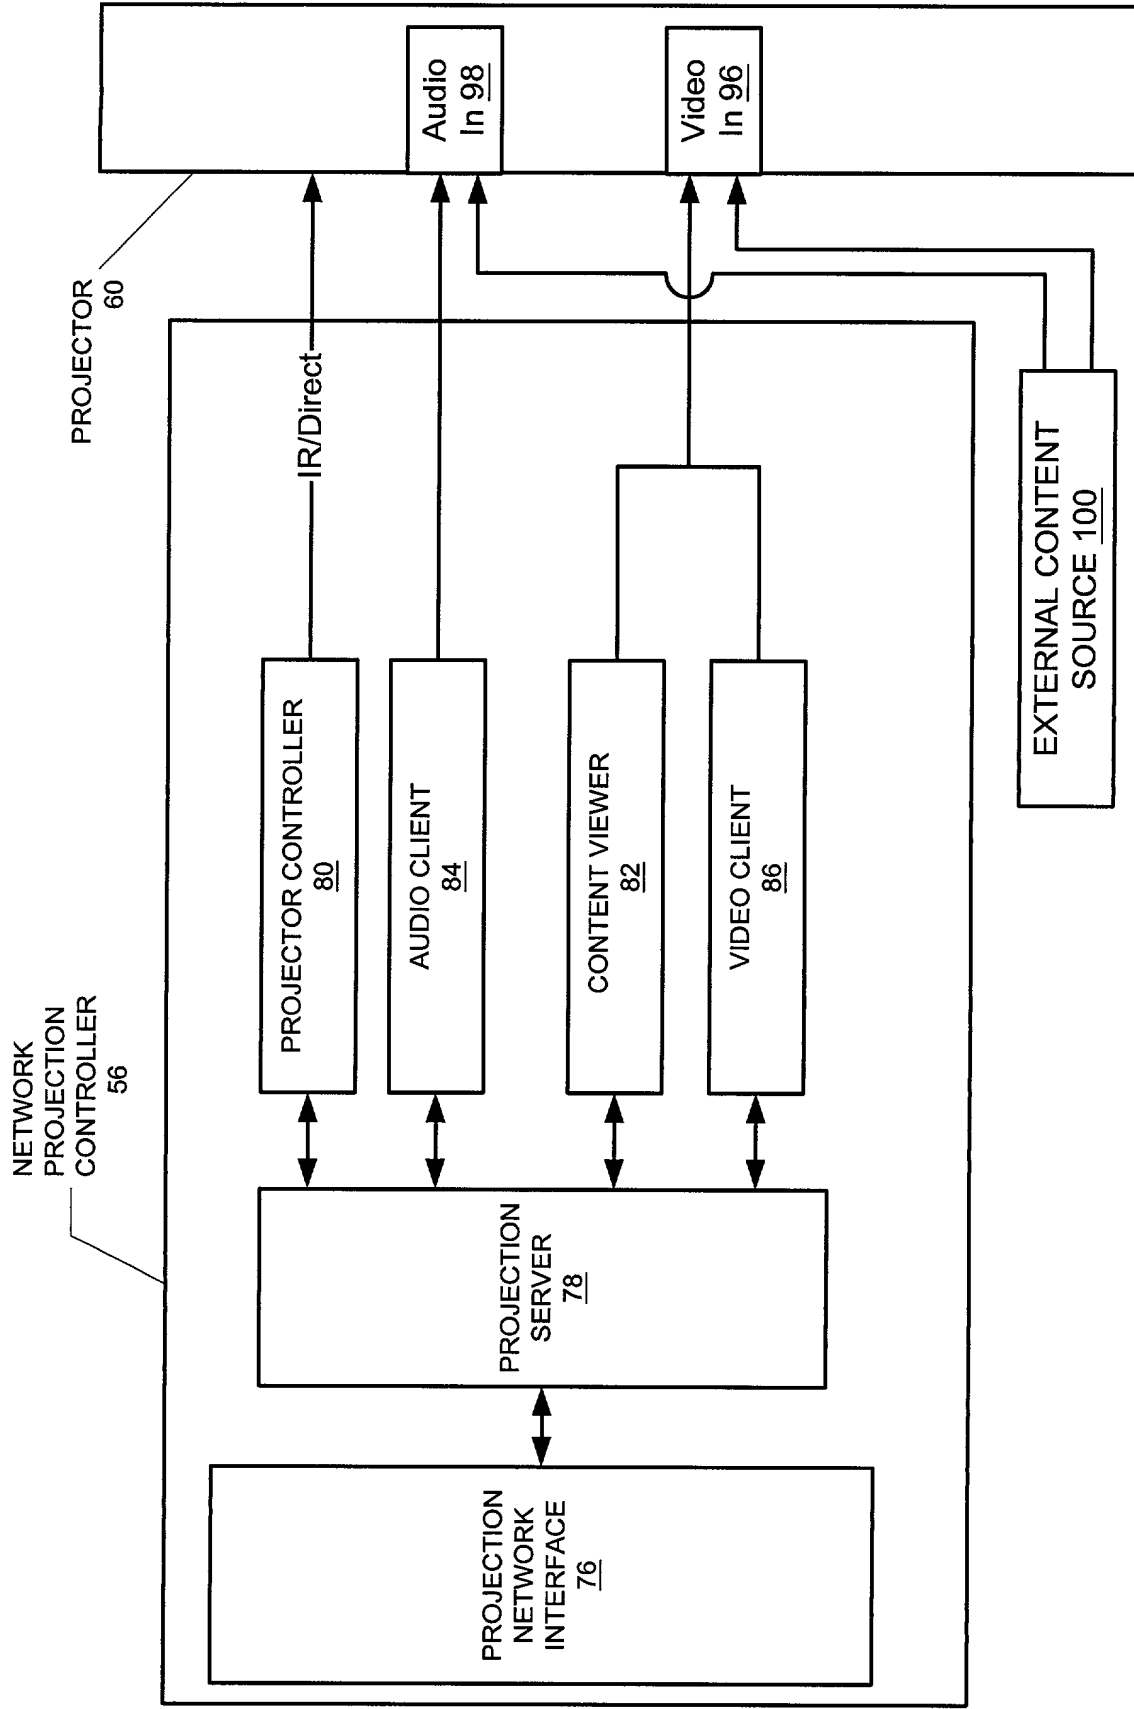 NETWORK
PROJECTION
CONTROLLER
56
PROJECTOR
60
PROJECTION
NETWORK
INTERFACE
76
PROJECTION
SERVER
78
PROJECTOR CONTROLLER
80
AUDIO CLIENT
84
CONTENT VIEWER
82
VIDEO CLIENT
86
IR/Direct
Audio
In 98
Video
In 96
EXTERNAL CONTENT
SOURCE 100